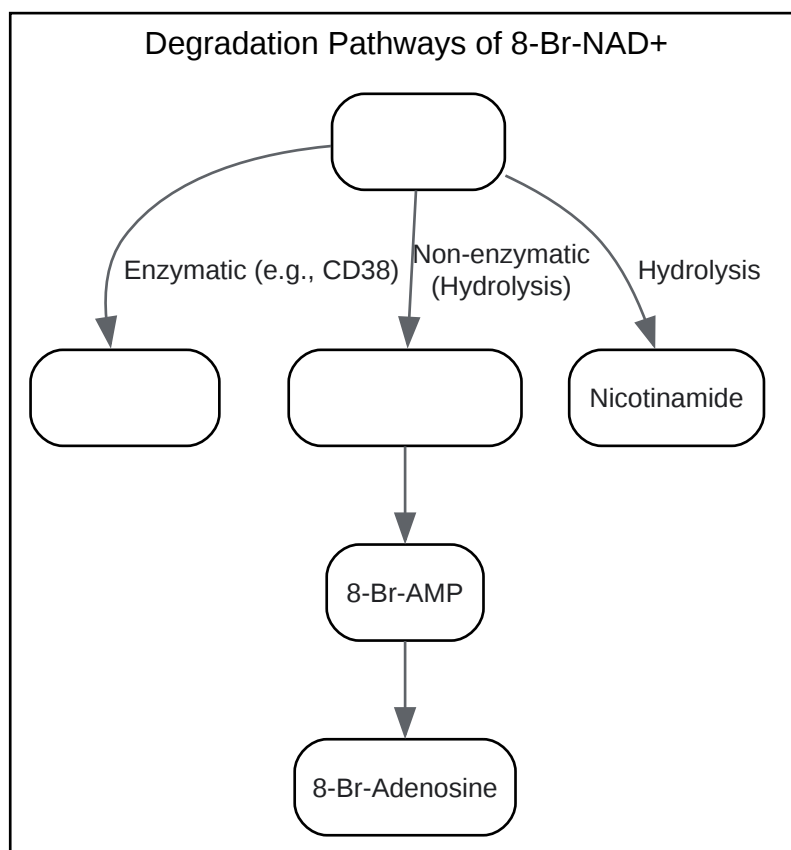 Degradation Pathways of 8-Br-NAD+
Enzymatic (e.g., CD38)
Non-enzymatic
(Hydrolysis)
Hydrolysis
Nicotinamide
8-Br-AMP
8-Br-Adenosine